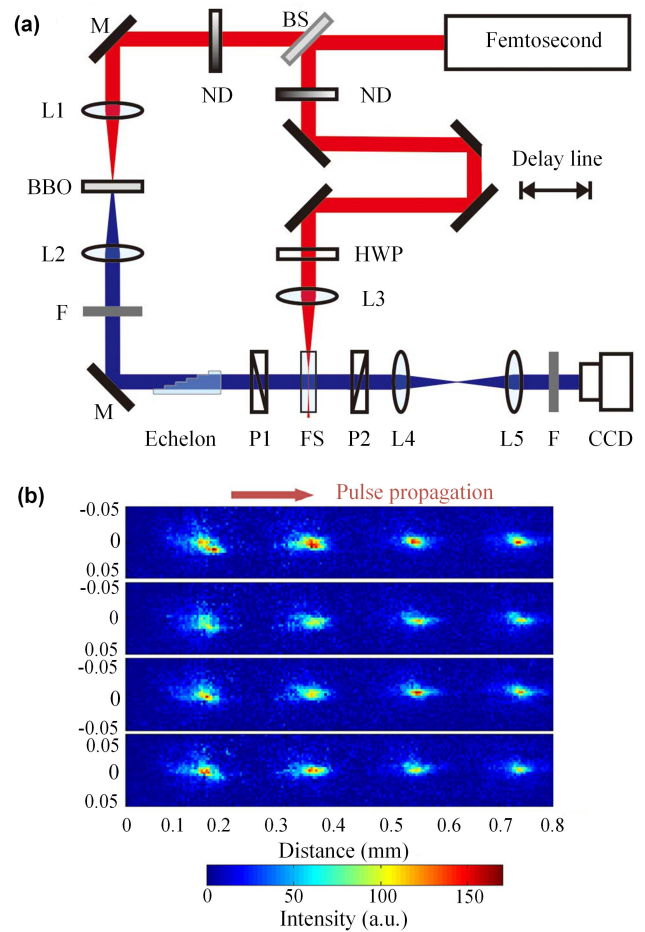 (a)
M
BS
Femtosecond
ND
ND
L1
BBO
Delay line
L2
HWP
F
L3
M
Echelon
P1
FS
P2
L4
L5
F
CCD
(b)
Pulse propagation
-0.05
0
0.05
-0.05
0
0.05
-0.05
0
-0.05
0.05
0
0.05
0 0.1 0.2 0.3 0.4 0.5 0.6 0.7 0.8
Distance (mm)
0 50 100 150
Intensity (a.u.)